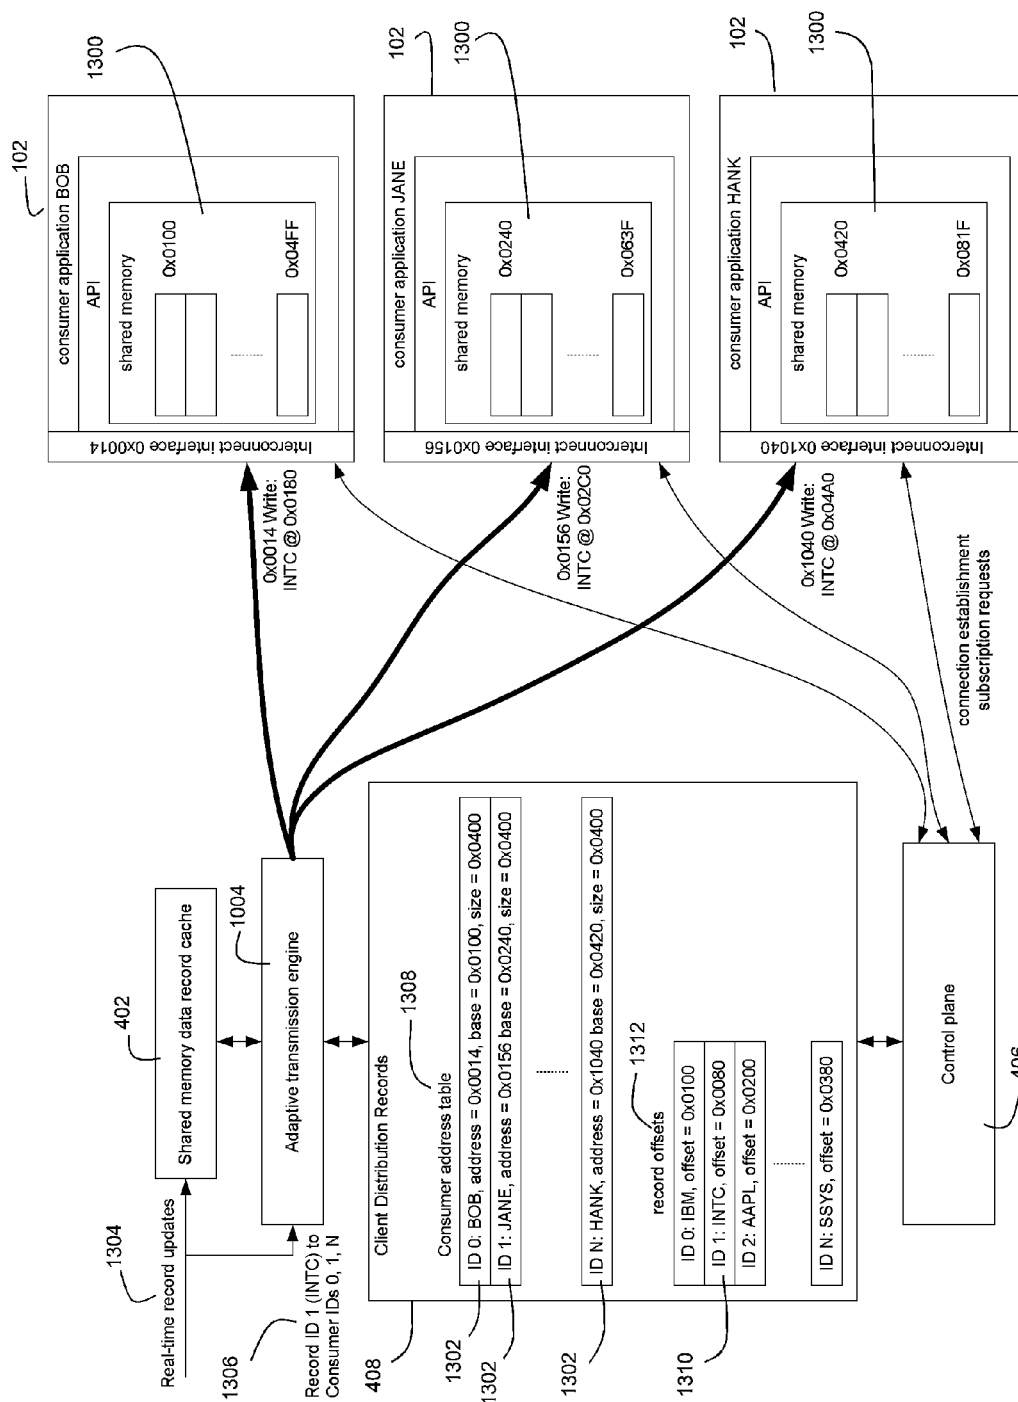 1304
Real-time record updates
1306
Record ID 1 (INTC) to
Consumer IDs 0, 1, N
402
Shared memory data record cache
1004
Adaptive transmission engine
408
Client Distribution Records
Consumer address table
1308
1302
ID 0: BOB, address = 0x0014, base = 0x0100, size = 0x0400
1302
ID 1: JANE, address = 0x0156 base = 0x0240, size = 0x0400
1302
ID N: HANK, address = 0x1040 base = 0x0420, size = 0x0400
record offsets
1312
ID 0: IBM, offset = 0x0100
1310
ID 1: INTC, offset = 0x0080
ID 2: AAPL, offset = 0x0200
ID N: SSYS, offset = 0x0380
Control plane
406
connection establishment
subscription requests
0x0014 Write:
INTC @ 0x0180
0x0156 Write:
INTC @ 0x02C0
0x1040 Write:
INTC @ 0x04A0
102
consumer application BOB
API
shared memory
1300
0x0100
0x04FF
Interconnect interface 0x0014
102
consumer application JANE
API
shared memory
1300
0x0240
0x063F
Interconnect interface 0x0156
102
consumer application HANK
API
shared memory
1300
0x0420
0x081F
Interconnect interface 0x1040